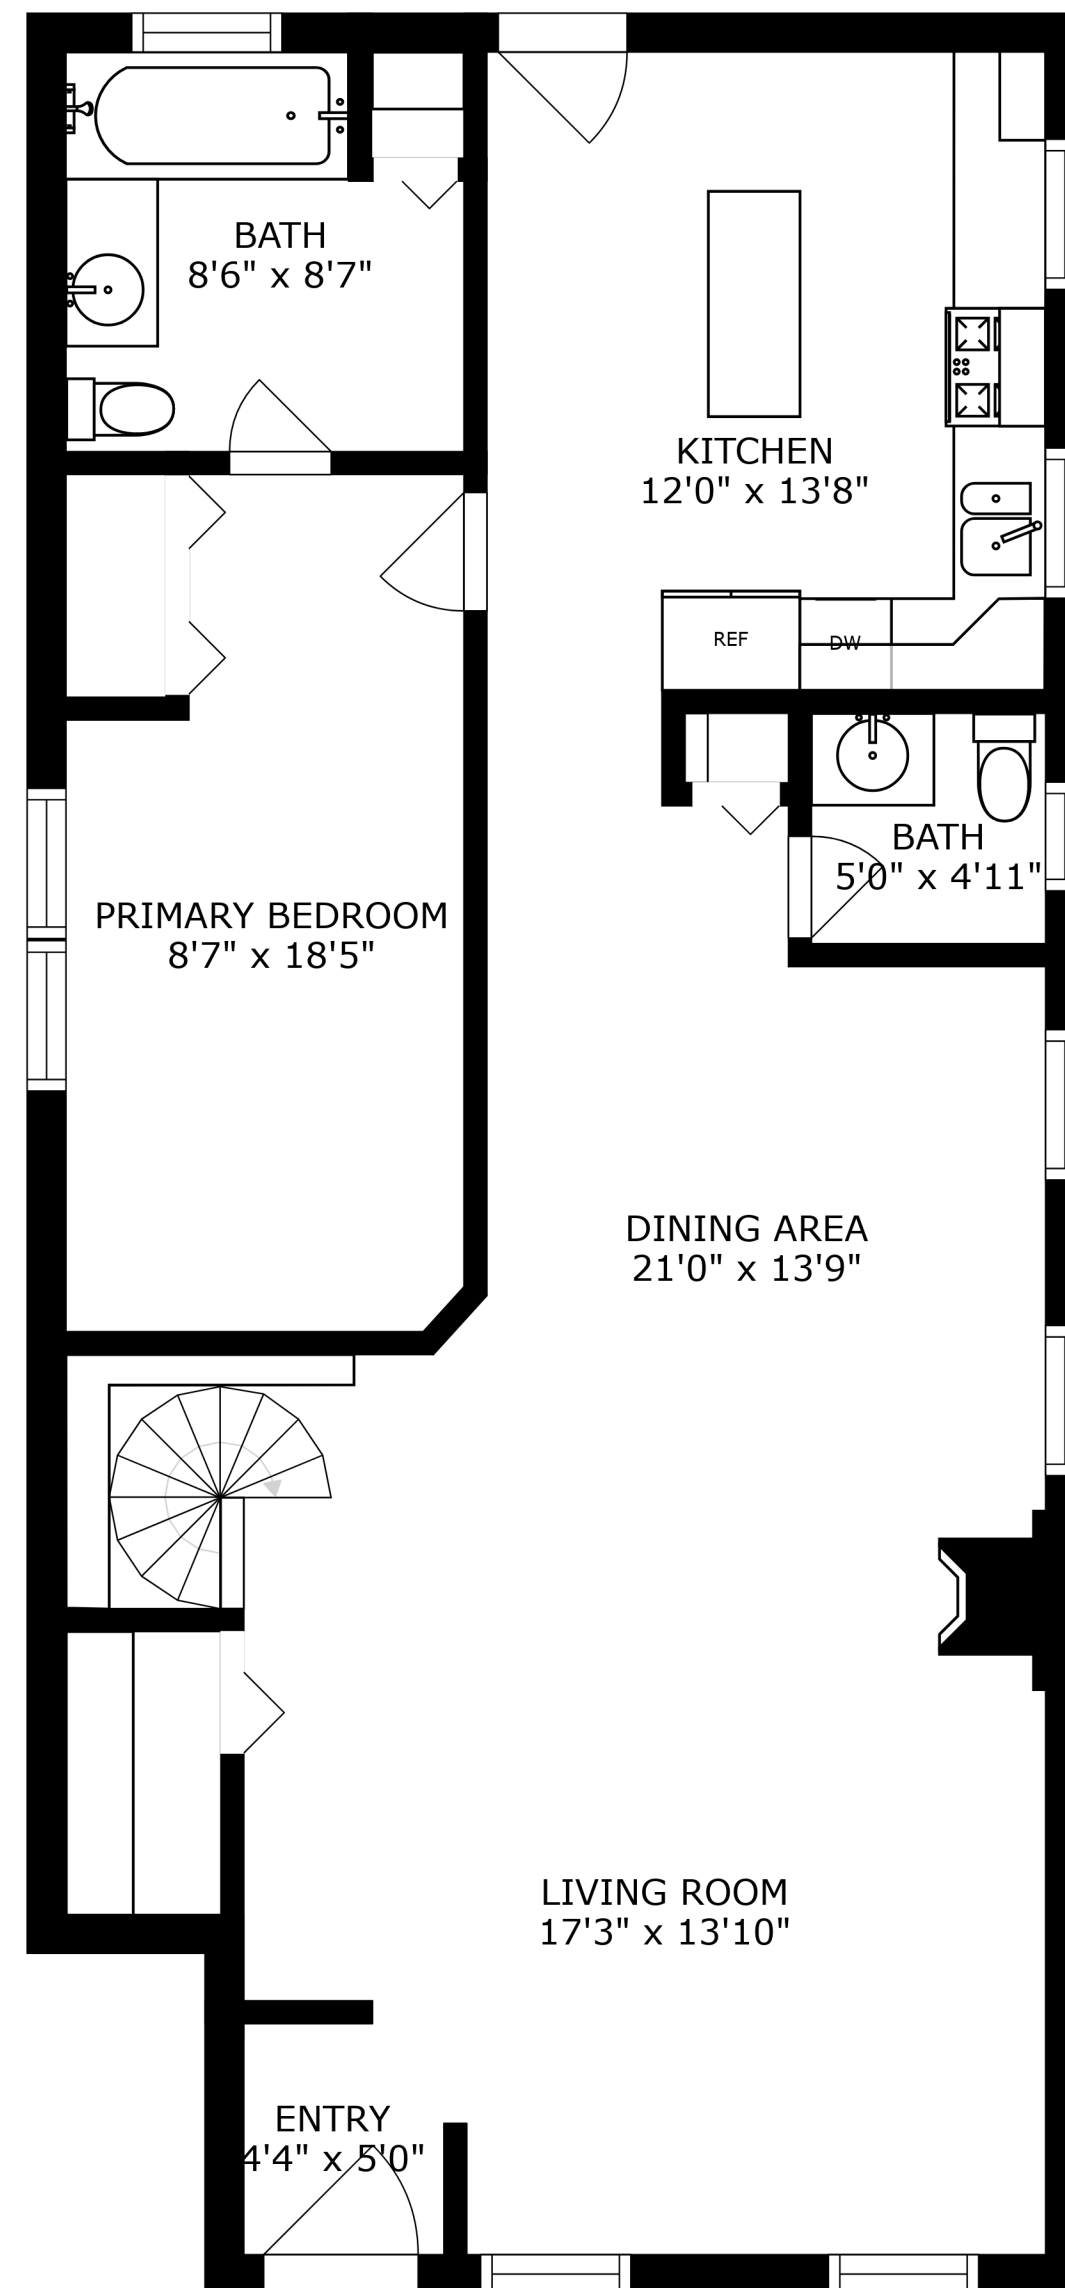 BATH
8'6" x 8'7"
KITCHEN
12'0" x 13'8"
REF
DW
BATH
5'0" x 4'11"
PRIMARY BEDROOM
8'7" x 18'5"
DINING AREA
21'0" x 13'9"
LIVING ROOM
17'3" x 13'10"
ENTRY
4'4" x 5'0"